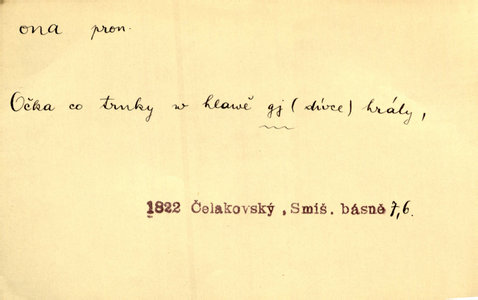 ona pron.
Očka co trnky w hlawě gj (dívce) hrály,
1822 Čelakovský, Smíš. básně 7,6.